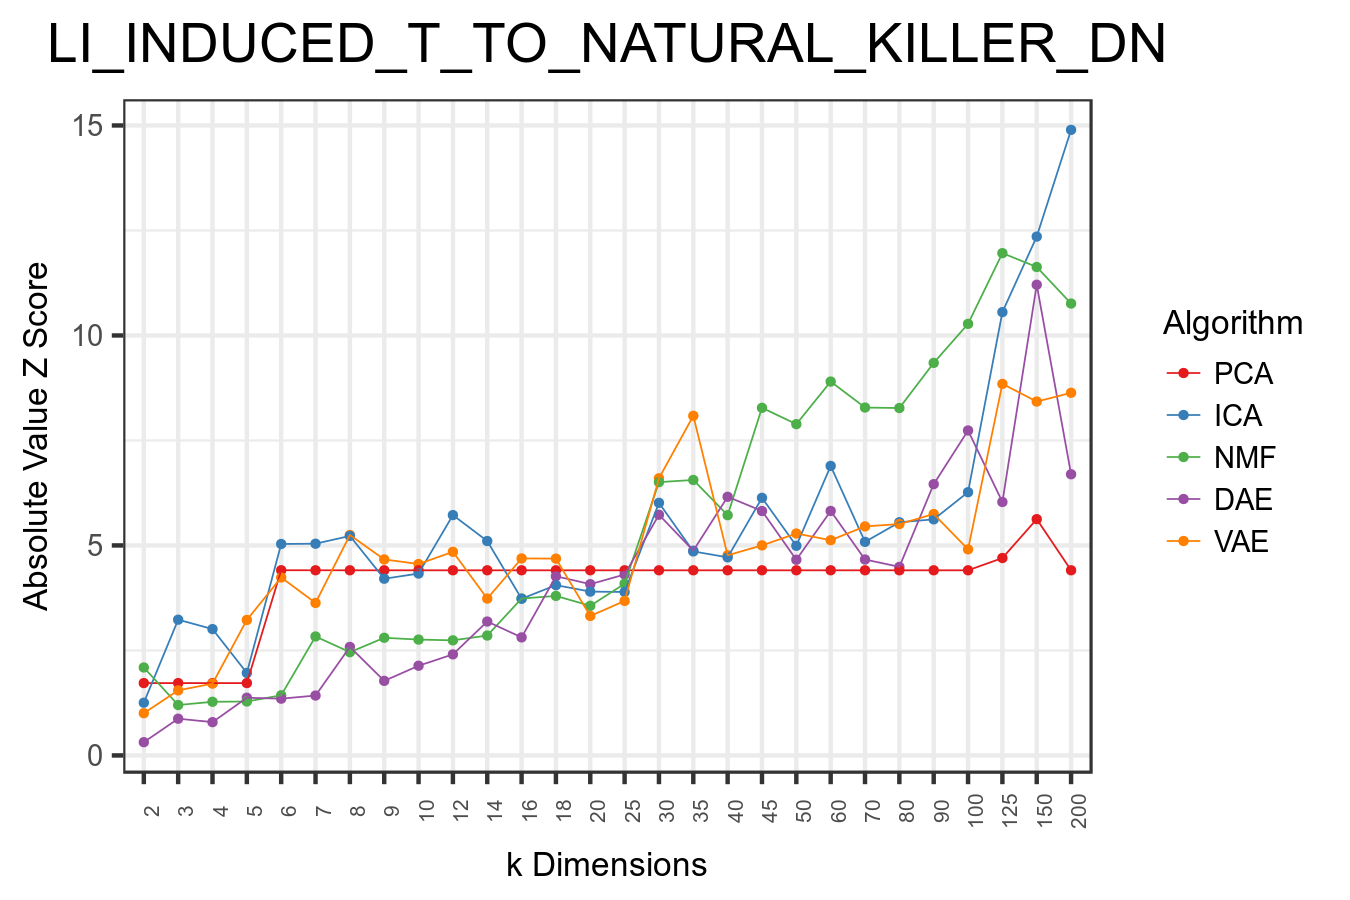 LI_INDUCED_T_TO_NATURAL_KILLER_DN
15
10
5
0
Absolute Value Z Score
2 3 4 5 6 7 8 9 10 12 14 16 18 20 25 30 35 40 45 50 60 70 80 90 100 125 150 200
k Dimensions
Algorithm
PCA
ICA
NMF
DAE
VAE